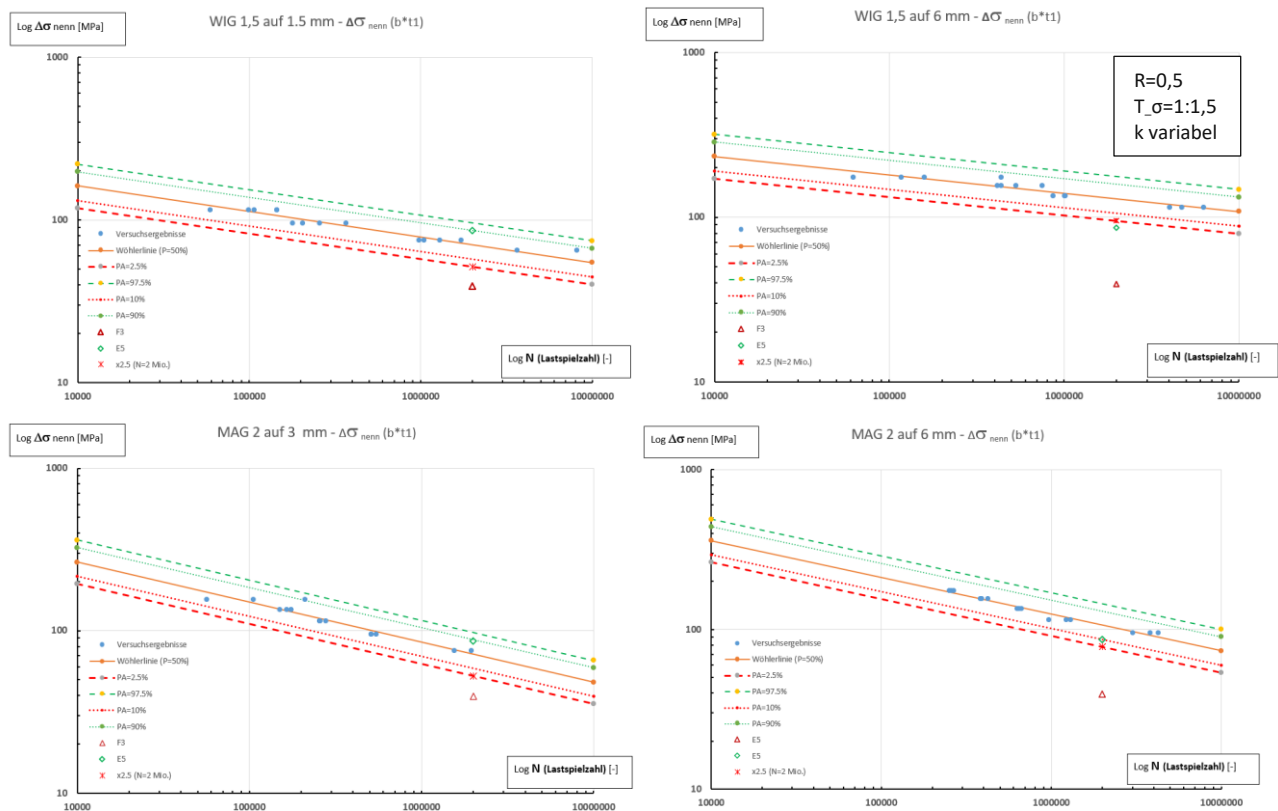 WIG 1,5 auf 1.5 mm - Δσ nenn (b*t1)
Log Δσ nenn [MPa]
1000
100
10
Versuchsergebnisse
Wöhlerlinie (P=50%)
PA=2.5%
PA=97.5%
PA=10%
PA=90%
F3
E5
x2.5 (N=2 Mio.)
Log N (Lastspielzahl) [-]
10000 100000 1000000 10000000
WIG 1,5 auf 6 mm - Δσ nenn (b*t1)
Log Δσ nenn [MPa]
R=0,5
T_σ=1:1,5
k variabel
1000
100
10
Versuchsergebnisse
Wöhlerlinie (P=50%)
PA=2.5%
PA=97.5%
PA=10%
PA=90%
F3
E5
x2.5 (N=2 Mio.)
Log N (Lastspielzahl) [-]
10000 100000 1000000 10000000
MAG 2 auf 3 mm - Δσ nenn (b*t1)
Log Δσ nenn [MPa]
1000
100
10
Versuchsergebnisse
Wöhlerlinie (P=50%)
PA=2.5%
PA=97.5%
PA=10%
PA=90%
F3
E5
x2.5 (N=2 Mio.)
Log N (Lastspielzahl) [-]
10000 100000 1000000 10000000
MAG 2 auf 6 mm - Δσ nenn (b*t1)
Log Δσ nenn [MPa]
1000
100
10
Versuchsergebnisse
Wöhlerlinie (P=50%)
PA=2.5%
PA=97.5%
PA=10%
PA=90%
E5
E5
x2.5 (N=2 Mio.)
Log N (Lastspielzahl) [-]
10000 100000 1000000 10000000